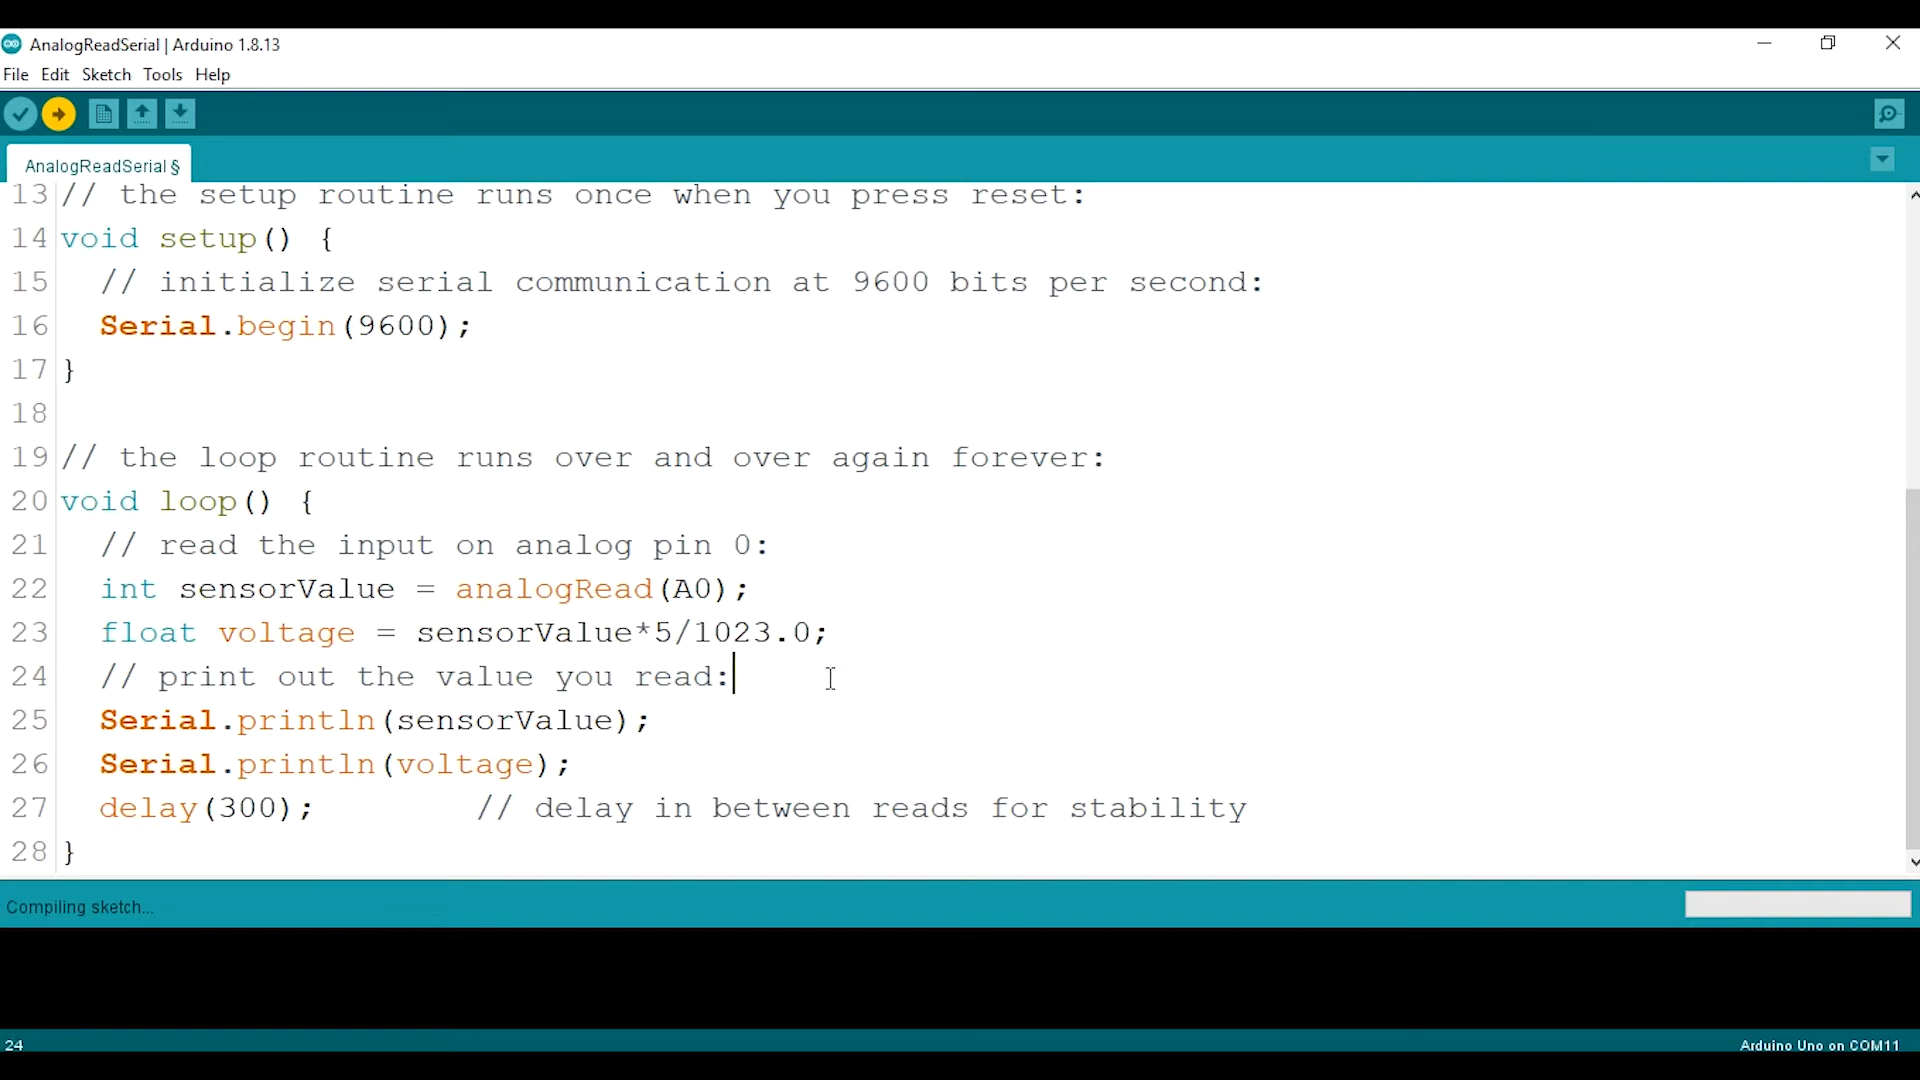 AnalogReadSerial | Arduino 1.8.13
File Edit Sketch Tools Help
AnalogReadSerial §
13 // the setup routine runs once when you press reset:
14 void setup() {
15 // initialize serial communication at 9600 bits per second:
16 Serial.begin(9600);
17 }
18
19 // the loop routine runs over and over again forever:
20 void loop() {
21 // read the input on analog pin 0:
22 int sensorValue = analogRead(A0);
23 float voltage = sensorValue*5/1023.0;
24 // print out the value you read:
25 Serial.println(sensorValue);
26 Serial.println(voltage);
27 delay(300); // delay in between reads for stability
28 }
Compiling sketch...
24
Arduino Uno on COM11